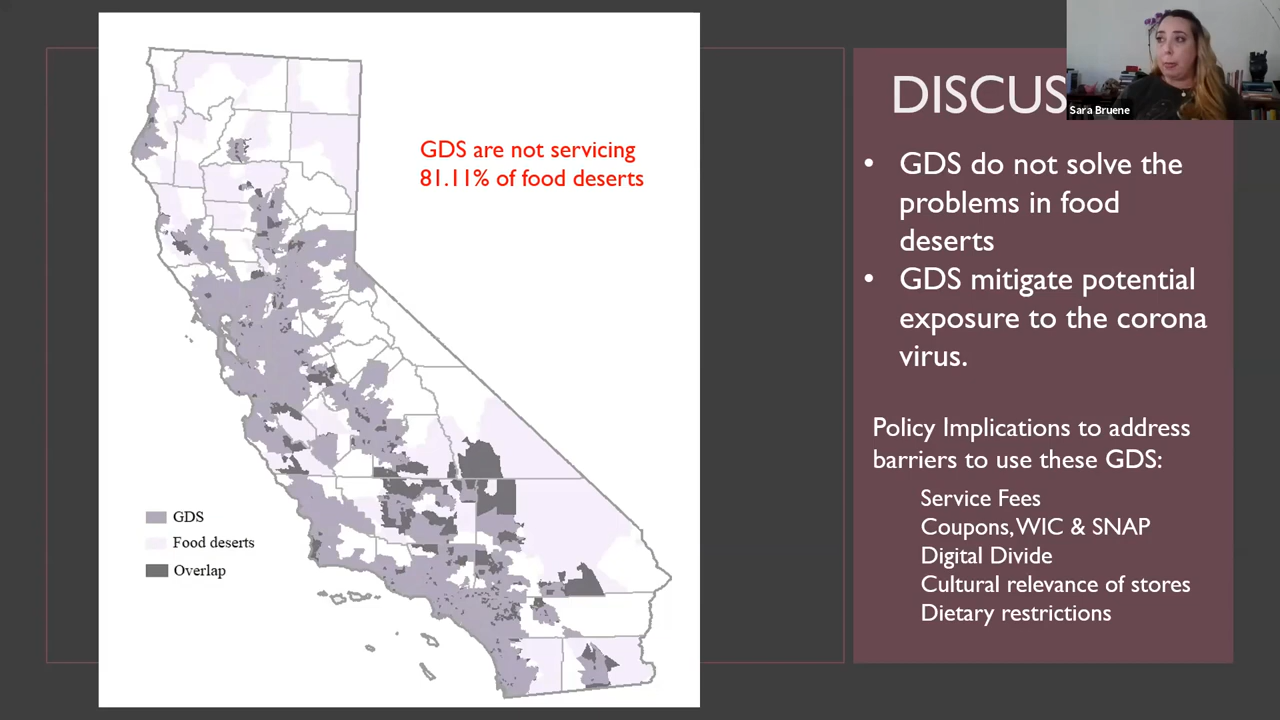 GDS are not servicing
81.11% of food deserts
GDS
Food deserts
Overlap
DISCUS
Sara Bruene
• GDS do not solve the
problems in food
deserts
• GDS mitigate potential
exposure to the corona
virus.
Policy Implications to address
barriers to use these GDS:
Service Fees
Coupons, WIC & SNAP
Digital Divide
Cultural relevance of stores
Dietary restrictions